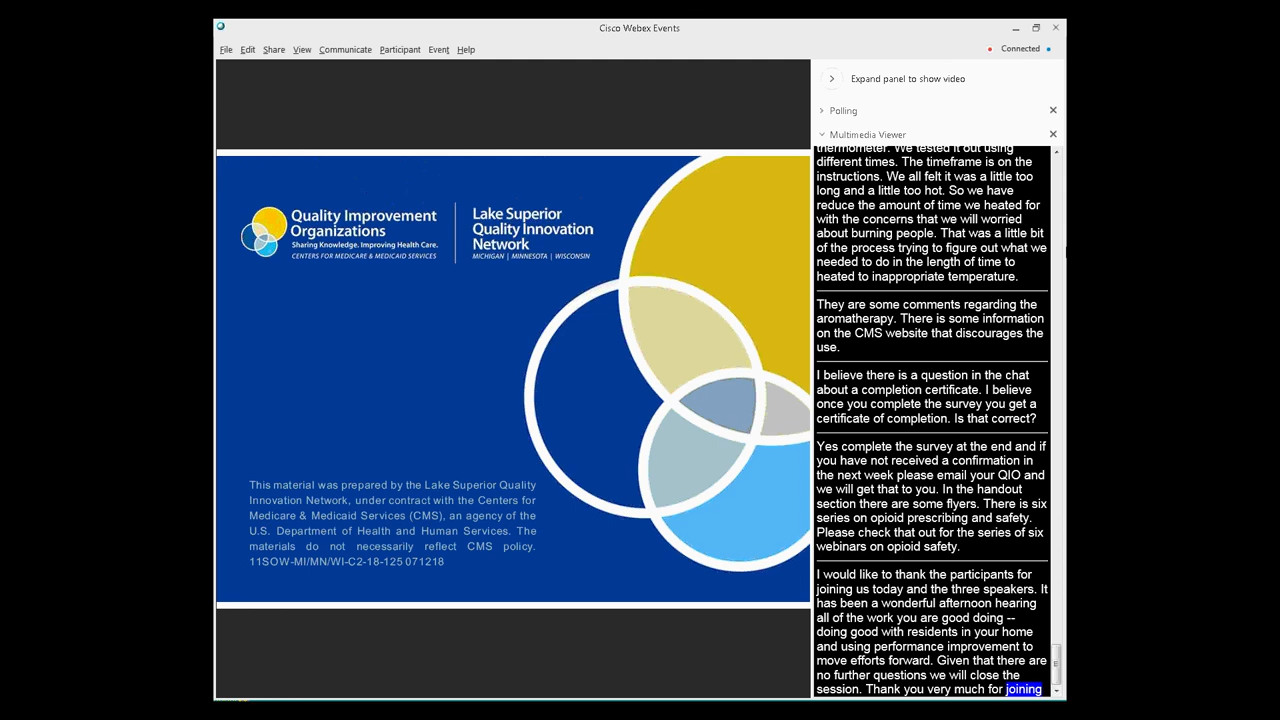 Cisco Webex Events
File Edit Share View Communicate Participant Event Help
Connected
Expand panel to show video
Polling
Multimedia Viewer
Quality Improvement
Organizations
Sharing Knowledge. Improving Health Care.
CENTERS FOR MEDICARE & MEDICAID SERVICES
Lake Superior
Quality Innovation
Network
MICHIGAN | MINNESOTA | WISCONSIN
This material was prepared by the Lake Superior Quality
Innovation Network, under contract with the Centers for
Medicare & Medicaid Services (CMS), an agency of the
U.S. Department of Health and Human Services. The
materials do not necessarily reflect CMS policy.
11SOW-MI/MN/WI-C2-18-125 071218
thermometer. We tested it out using
different times. The timeframe is on the
instructions. We all felt it was a little too
long and a little too hot. So we have
reduce the amount of time we heated for
with the concerns that we will worried
about burning people. That was a little bit
of the process trying to figure out what we
needed to do in the length of time to
heated to inappropriate temperature.
They are some comments regarding the
aromatherapy. There is some information
on the CMS website that discourages the
use.
I believe there is a question in the chat
about a completion certificate. I believe
once you complete the survey you get a
certificate of completion. Is that correct?
Yes complete the survey at the end and if
you have not received a confirmation in
the next week please email your QIO and
we will get that to you. In the handout
section there are some flyers. There is six
series on opioid prescribing and safety.
Please check that out for the series of six
webinars on opioid safety.
I would like to thank the participants for
joining us today and the three speakers. It
has been a wonderful afternoon hearing
all of the work you are good doing --
doing good with residents in your home
and using performance improvement to
move efforts forward. Given that there are
no further questions we will close the
session. Thank you very much for joining